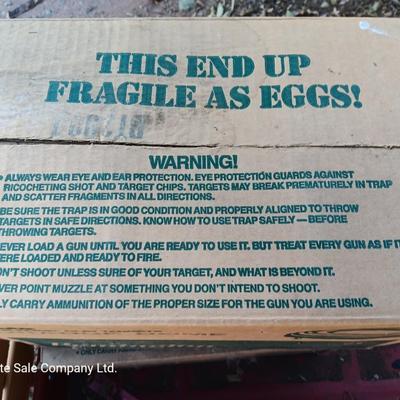 THIS END UP
FRAGILE AS EGGS!
WARNING!
• ALWAYS WEAR EYE AND EAR PROTECTION. EYE PROTECTION GUARDS AGAINST
RICOCHETING SHOT AND TARGET CHIPS. TARGETS MAY BREAK PREMATURELY IN TRAP
AND SCATTER FRAGMENTS IN ALL DIRECTIONS.
BE SURE THE TRAP IS IN GOOD CONDITION AND PROPERLY ALIGNED TO THROW
TARGETS IN SAFE DIRECTIONS. KNOW HOW TO USE TRAP SAFELY—BEFORE
THROWING TARGETS.
EVER LOAD A GUN UNTIL YOU ARE READY TO USE IT. BUT TREAT EVERY GUN AS IF IT
WERE LOADED AND READY TO FIRE.
ON'T SHOOT UNLESS SURE OF YOUR TARGET, AND WHAT IS BEYOND IT.
VER POINT MUZZLE AT SOMETHING YOU DON'T INTEND TO SHOOT.
LY CARRY AMMUNITION OF THE PROPER SIZE FOR THE GUN YOU ARE USING.
• ONLY CARRY
te Sale Company Ltd.